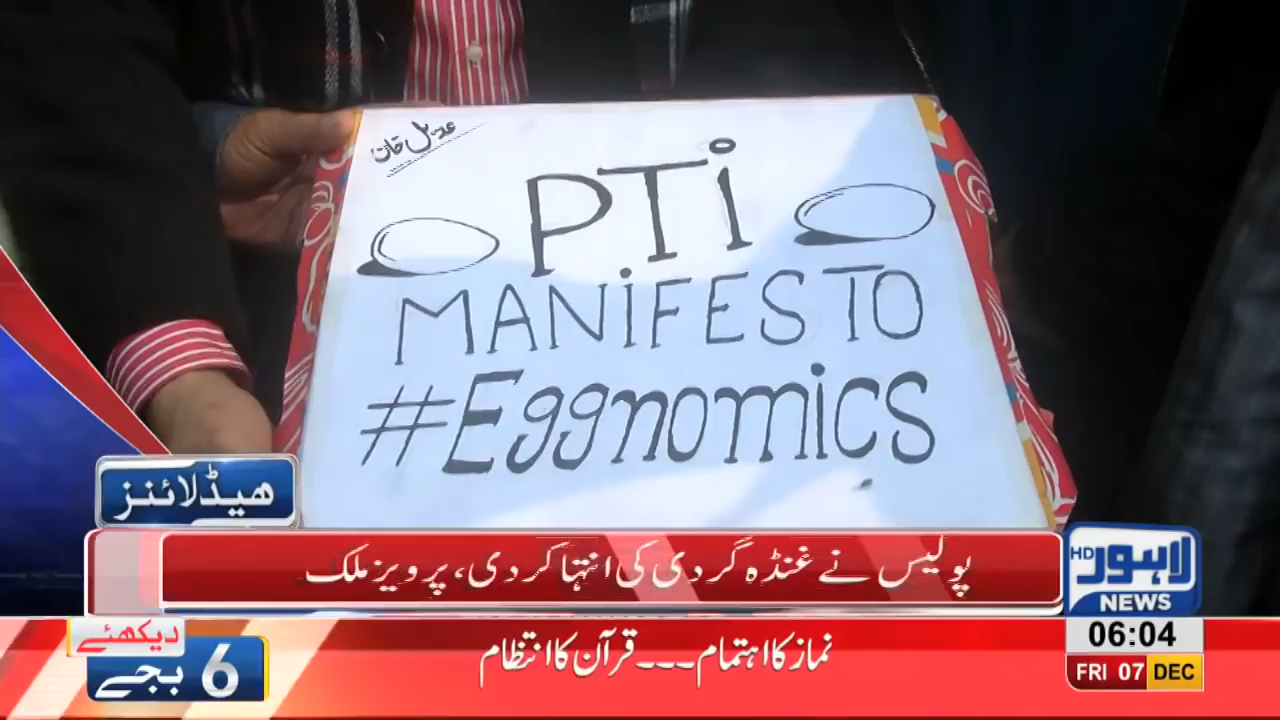 عدیل خان
PTi
MANiFESTO
#Eggnomics
ھیڈلائنز
پولیس نے غنڈہ گردی کی انتہا کر دی، پرویز ملک
HD لاہور
NEWS
دیکھئے
6 بجے
نماز کا اہتمام ۔۔۔ قرآن کا انتظام
06:04
FRI 07 DEC